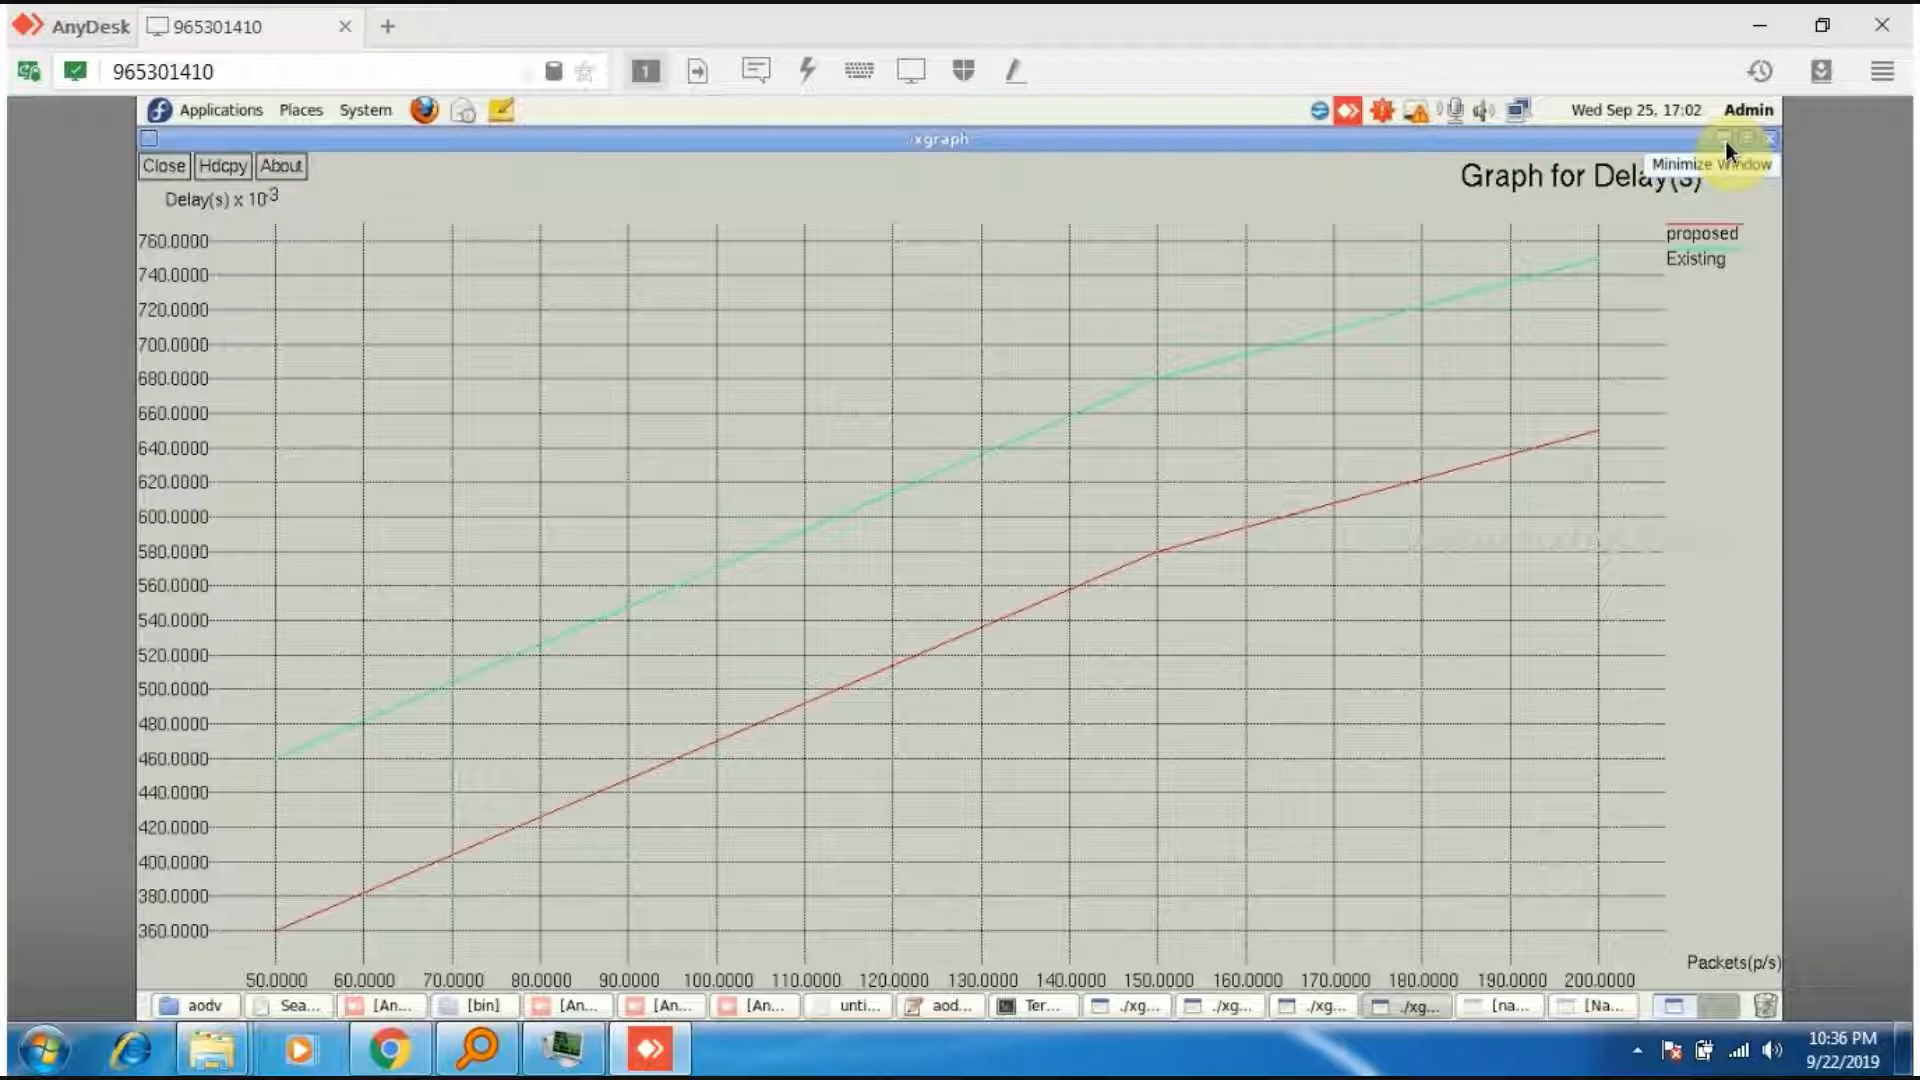 AnyDesk 965301410
965301410 1
Applications Places System Wed Sep 25, 17:02 Admin
./xgraph
Close Hdcpy About Minimize Window
Graph for Delay(s)
Delay(s) x 10-3
proposed
Existing
760.0000
740.0000
720.0000
700.0000
680.0000
660.0000
640.0000
620.0000
600.0000
580.0000
560.0000
540.0000
520.0000
500.0000
480.0000
460.0000
440.0000
420.0000
400.0000
380.0000
360.0000
Packets(p/s)
50.0000 60.0000 70.0000 80.0000 90.0000 100.0000 110.0000 120.0000 130.0000 140.0000 150.0000 160.0000 170.0000 180.0000 190.0000 200.0000
aodv Sea... [An... [bin] [An... [An... [An... unti... aod... Ter... ./xg... ./xg... ./xg... ./xg... [na... [Na...
10:36 PM
9/22/2019